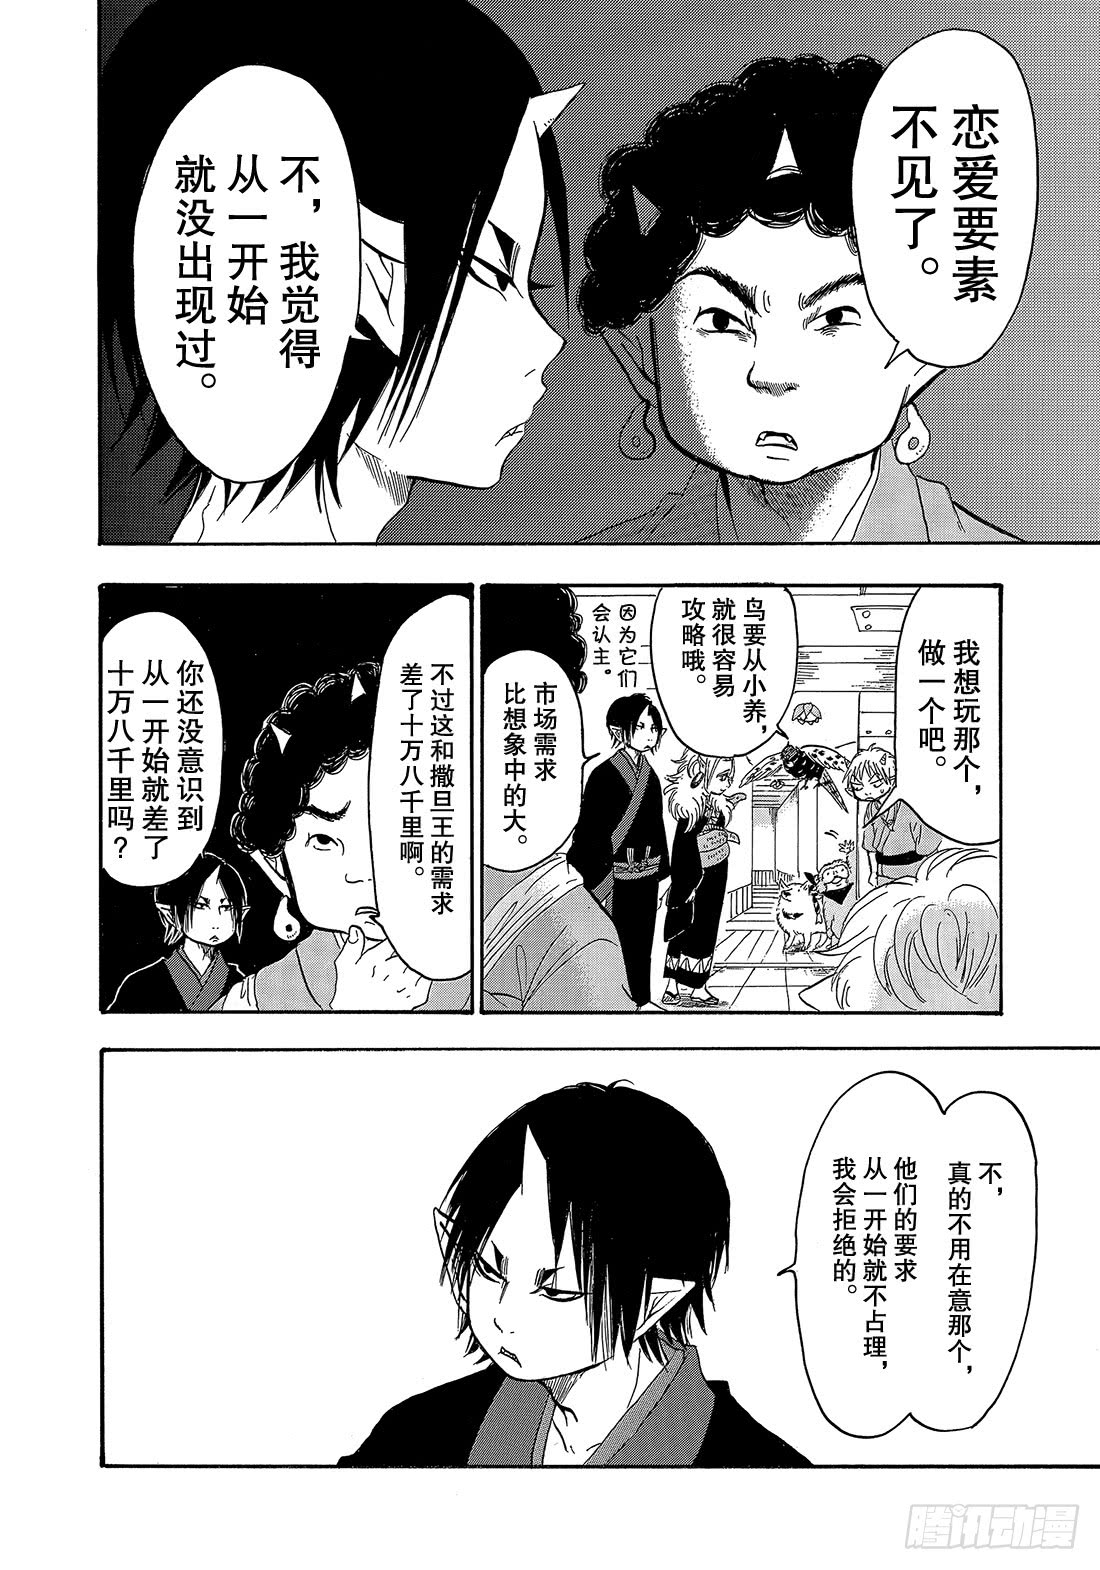 恋爱要素
不见了。
不，我觉得
从一开始
就没出现过。
我想玩那个，
做一个吧。
鸟要从小养，
就很容易
攻略哦。
因为它们
会认主。
市场需求
比想象中的大。
不过这和撒旦王的需求
差了十万八千里啊。
你还没意识到
从一开始就差了
十万八千里吗？
不，
真的不用在意那个，
他们的要求
从一开始就不占理，
我会拒绝的。
腾讯动漫